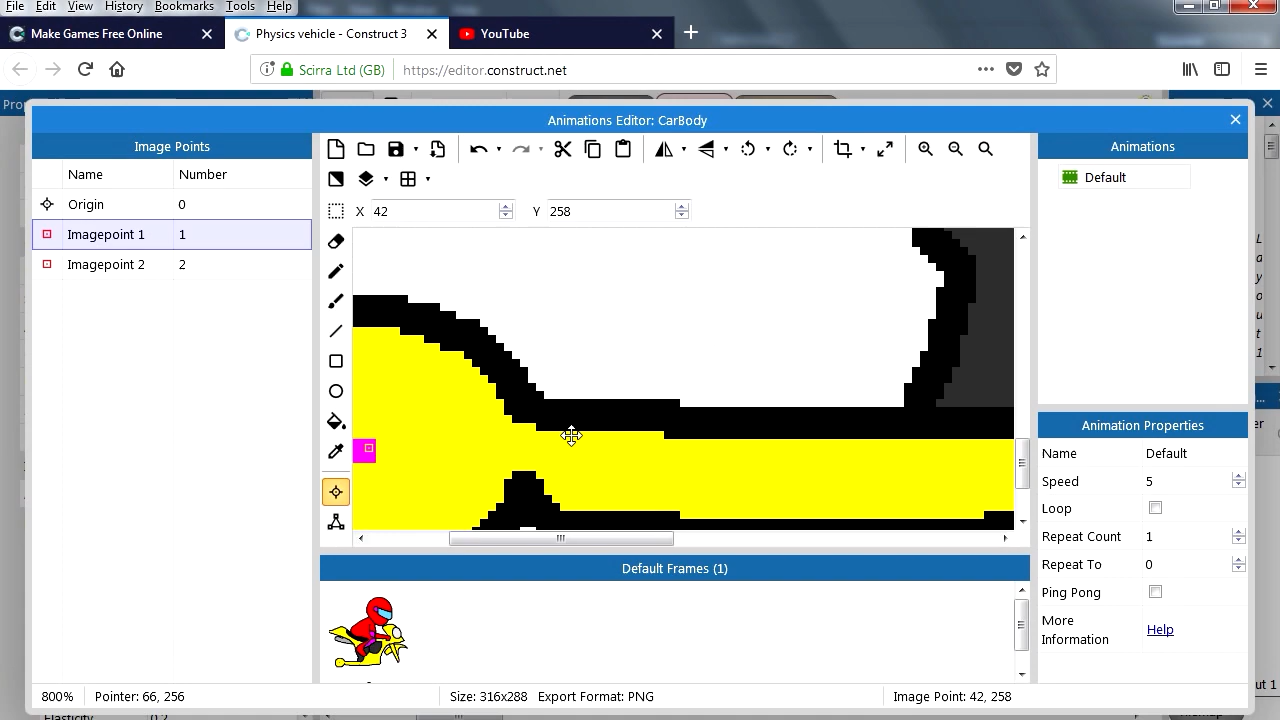 File Edit View History Bookmarks Tools Help
Make Games Free Online Physics vehicle - Construct 3 YouTube
Scirra Ltd (GB) https://editor.construct.net
Animations Editor: CarBody
Image Points
Name Number
Origin 0
Imagepoint 1 1
Imagepoint 2 2
X 42 Y 258
Animations
Default
Animation Properties
Name Default
Speed 5
Loop
Repeat Count 1
Repeat To 0
Ping Pong
More Information Help
Default Frames (1)
800% Pointer: 66, 256 Size: 316x288 Export Format: PNG Image Point: 42, 258